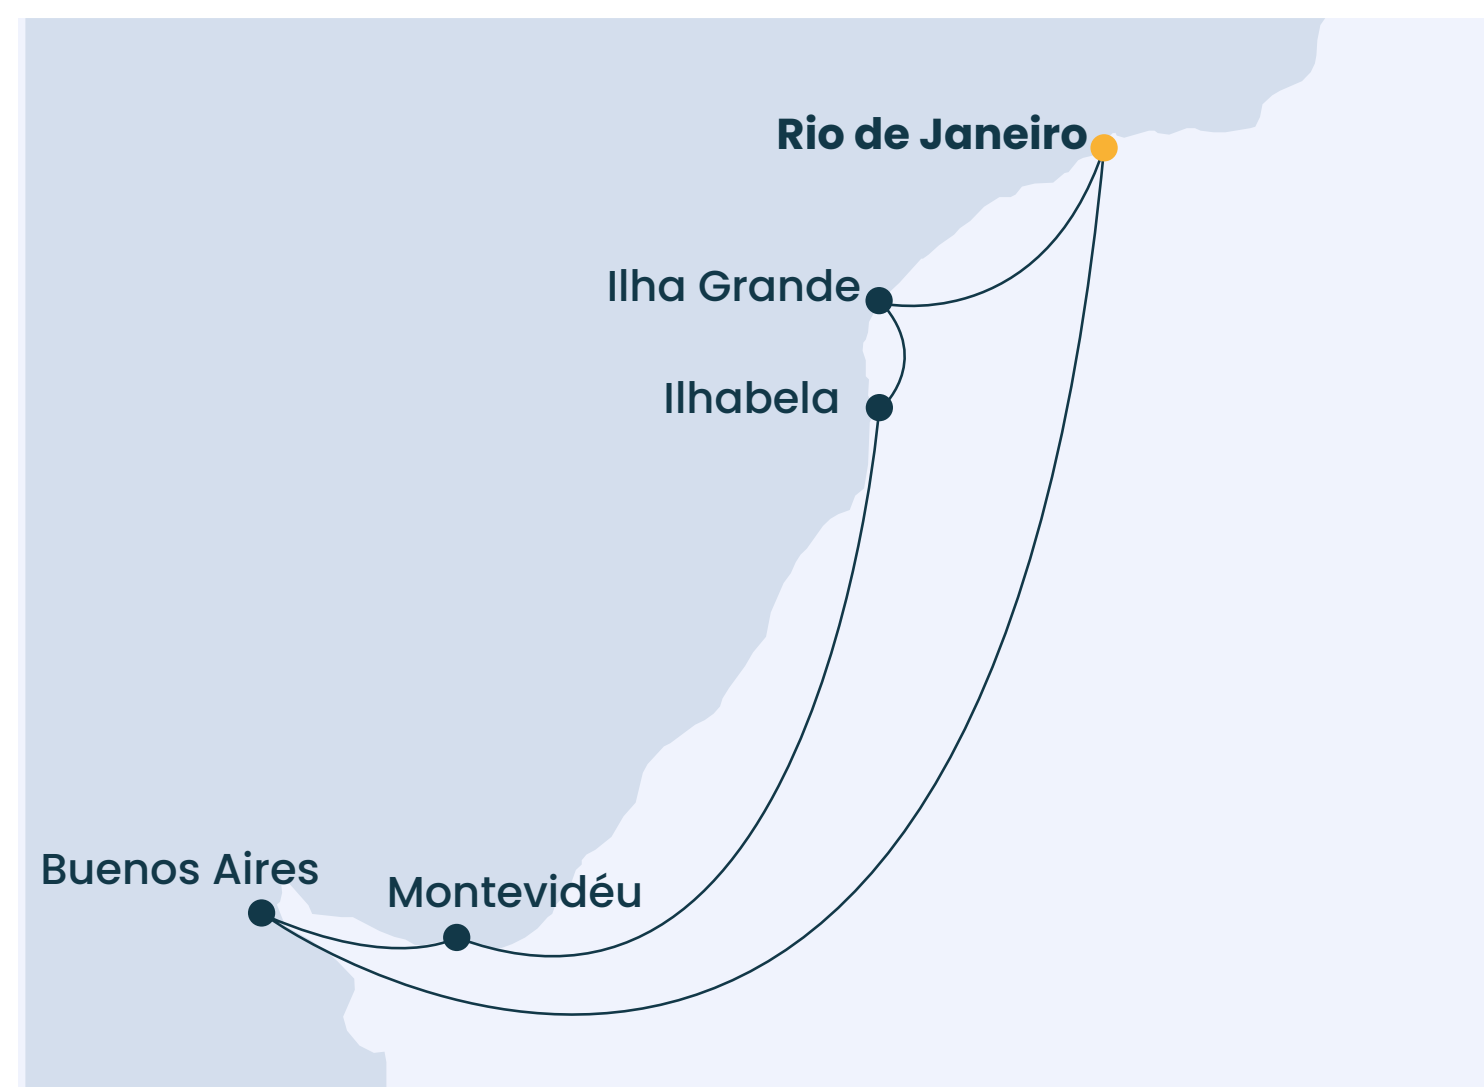 Rio de Janeiro
Ilha Grande
Ilhabela
Buenos Aires
Montevidéu